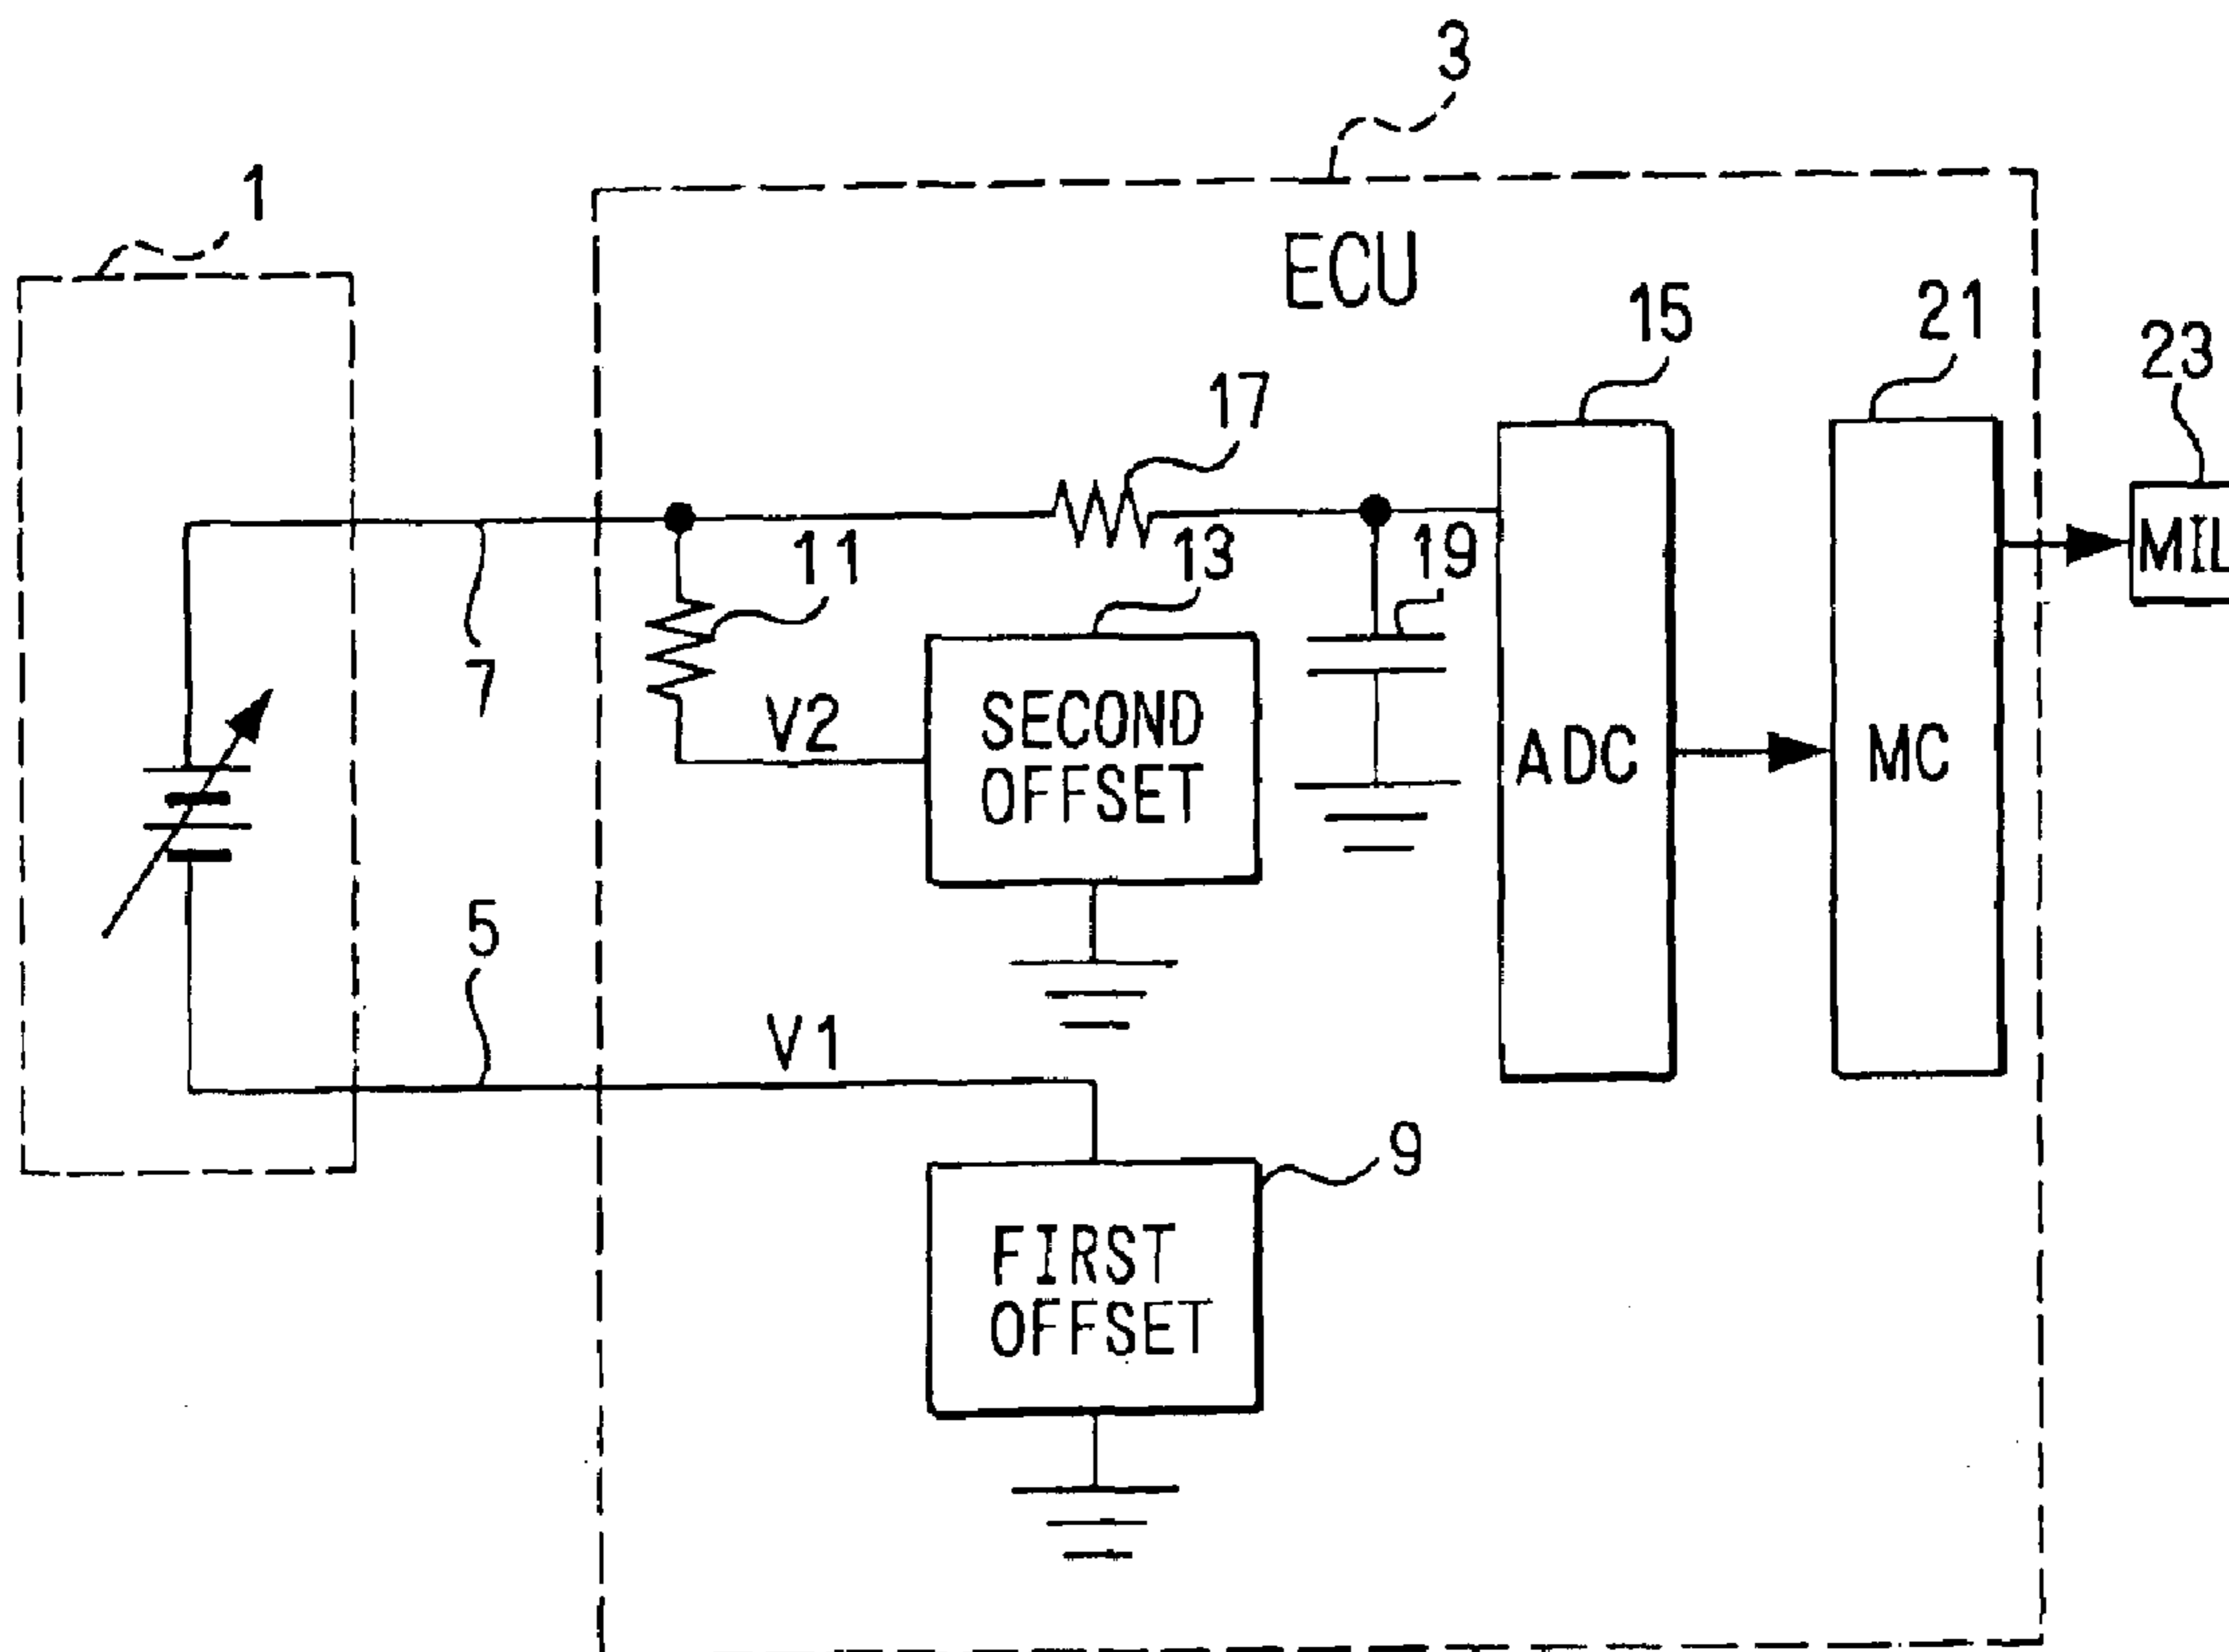 3
1
ECU
15
21
23
17
11
13
19
MIL
7
V2
SECOND
OFFSET
ADC
MC
5
V1
9
FIRST
OFFSET